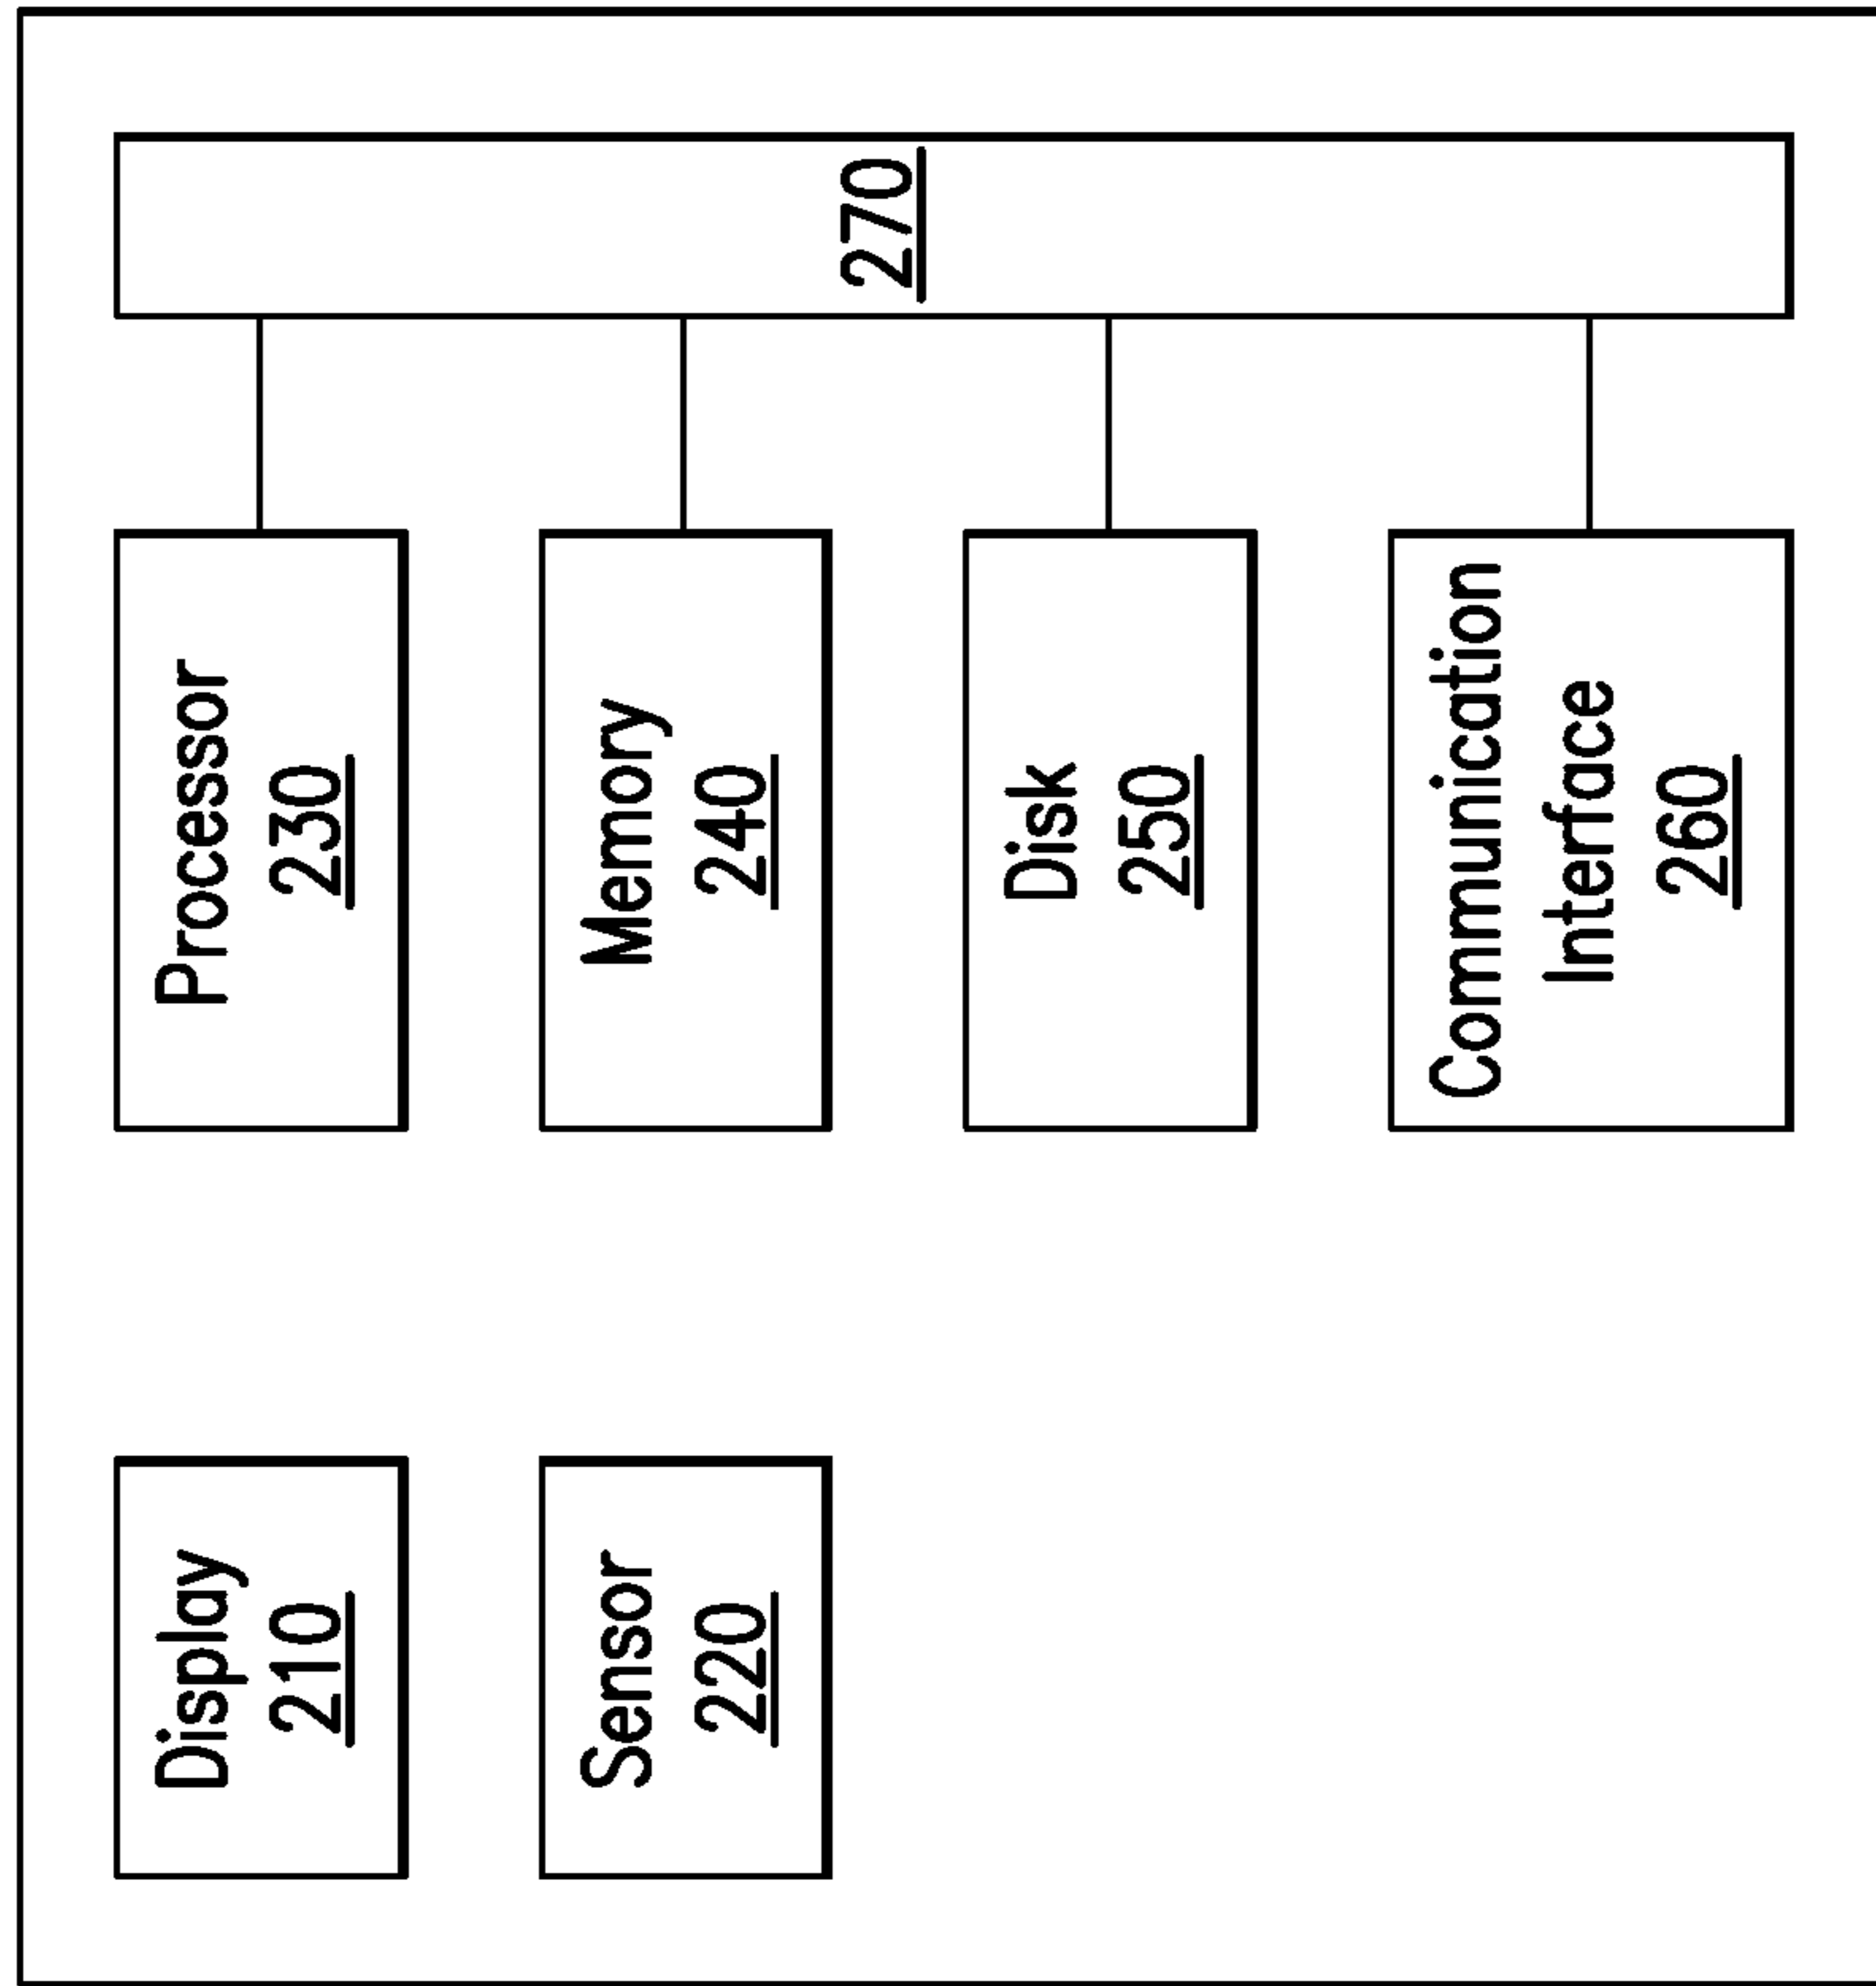 Display
210
Sensor
220
Processor
230
Memory
240
Disk
250
Communication
Interface
260
270